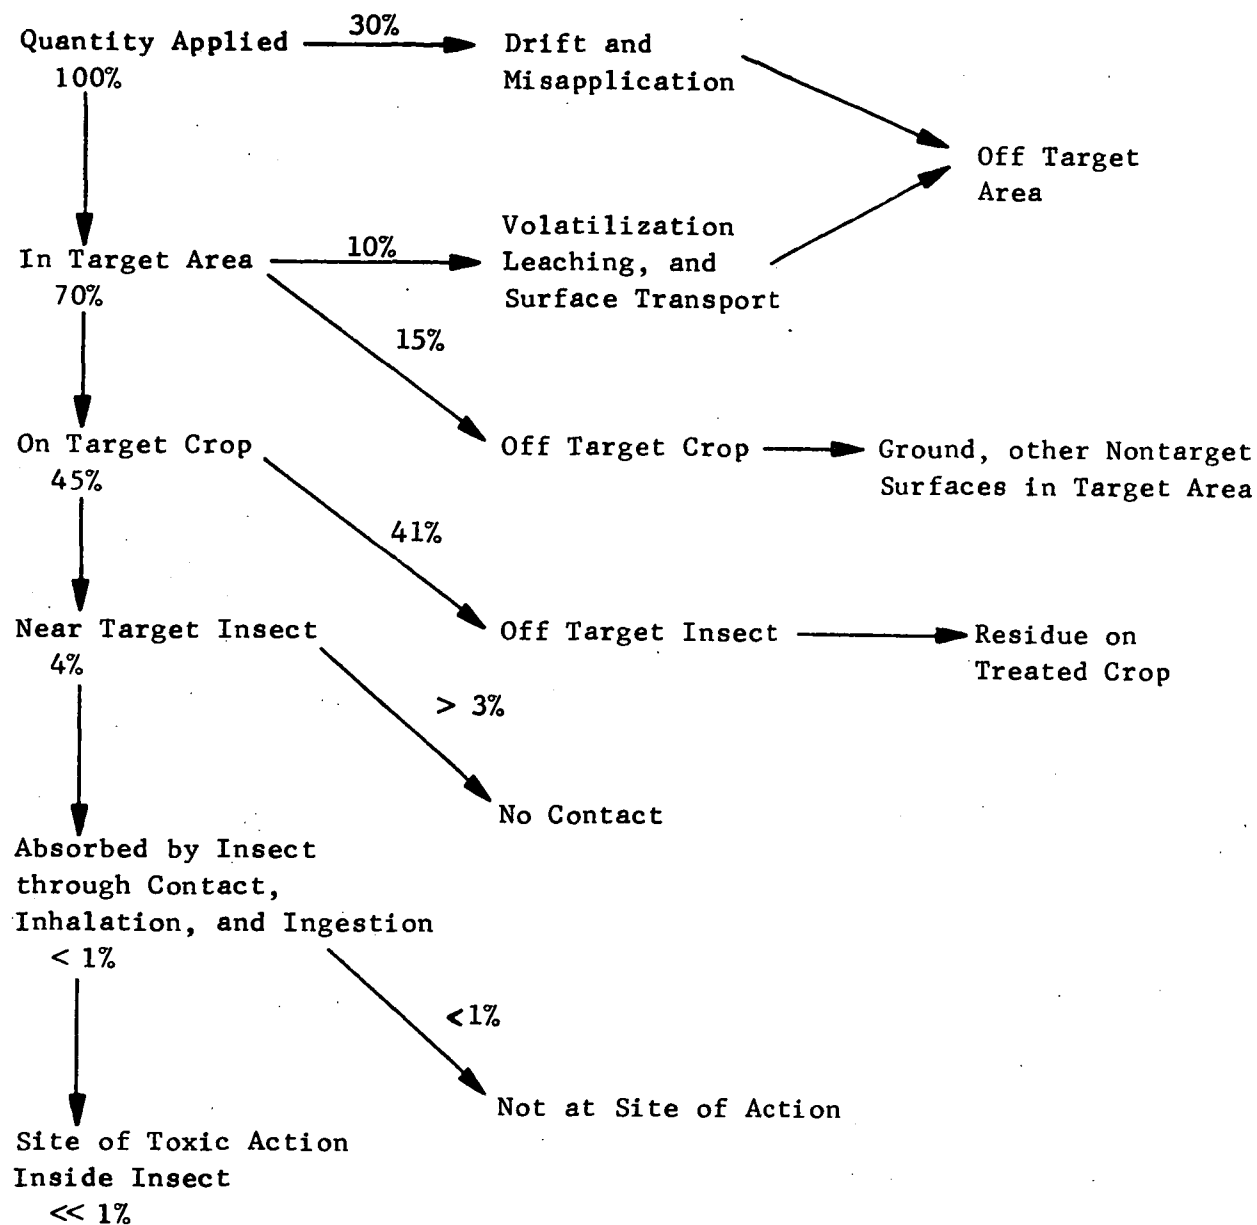 Quantity Applied
100%
30%
Drift and
Misapplication
Off Target
Area
In Target Area
70%
10%
Volatilization
Leaching, and
Surface Transport
15%
On Target Crop
45%
Off Target Crop
Ground, other Nontarget
Surfaces in Target Area
41%
Near Target Insect
4%
Off Target Insect
Residue on
Treated Crop
> 3%
No Contact
Absorbed by Insect
through Contact,
Inhalation, and Ingestion
< 1%
<1%
Not at Site of Action
Site of Toxic Action
Inside Insect
<< 1%